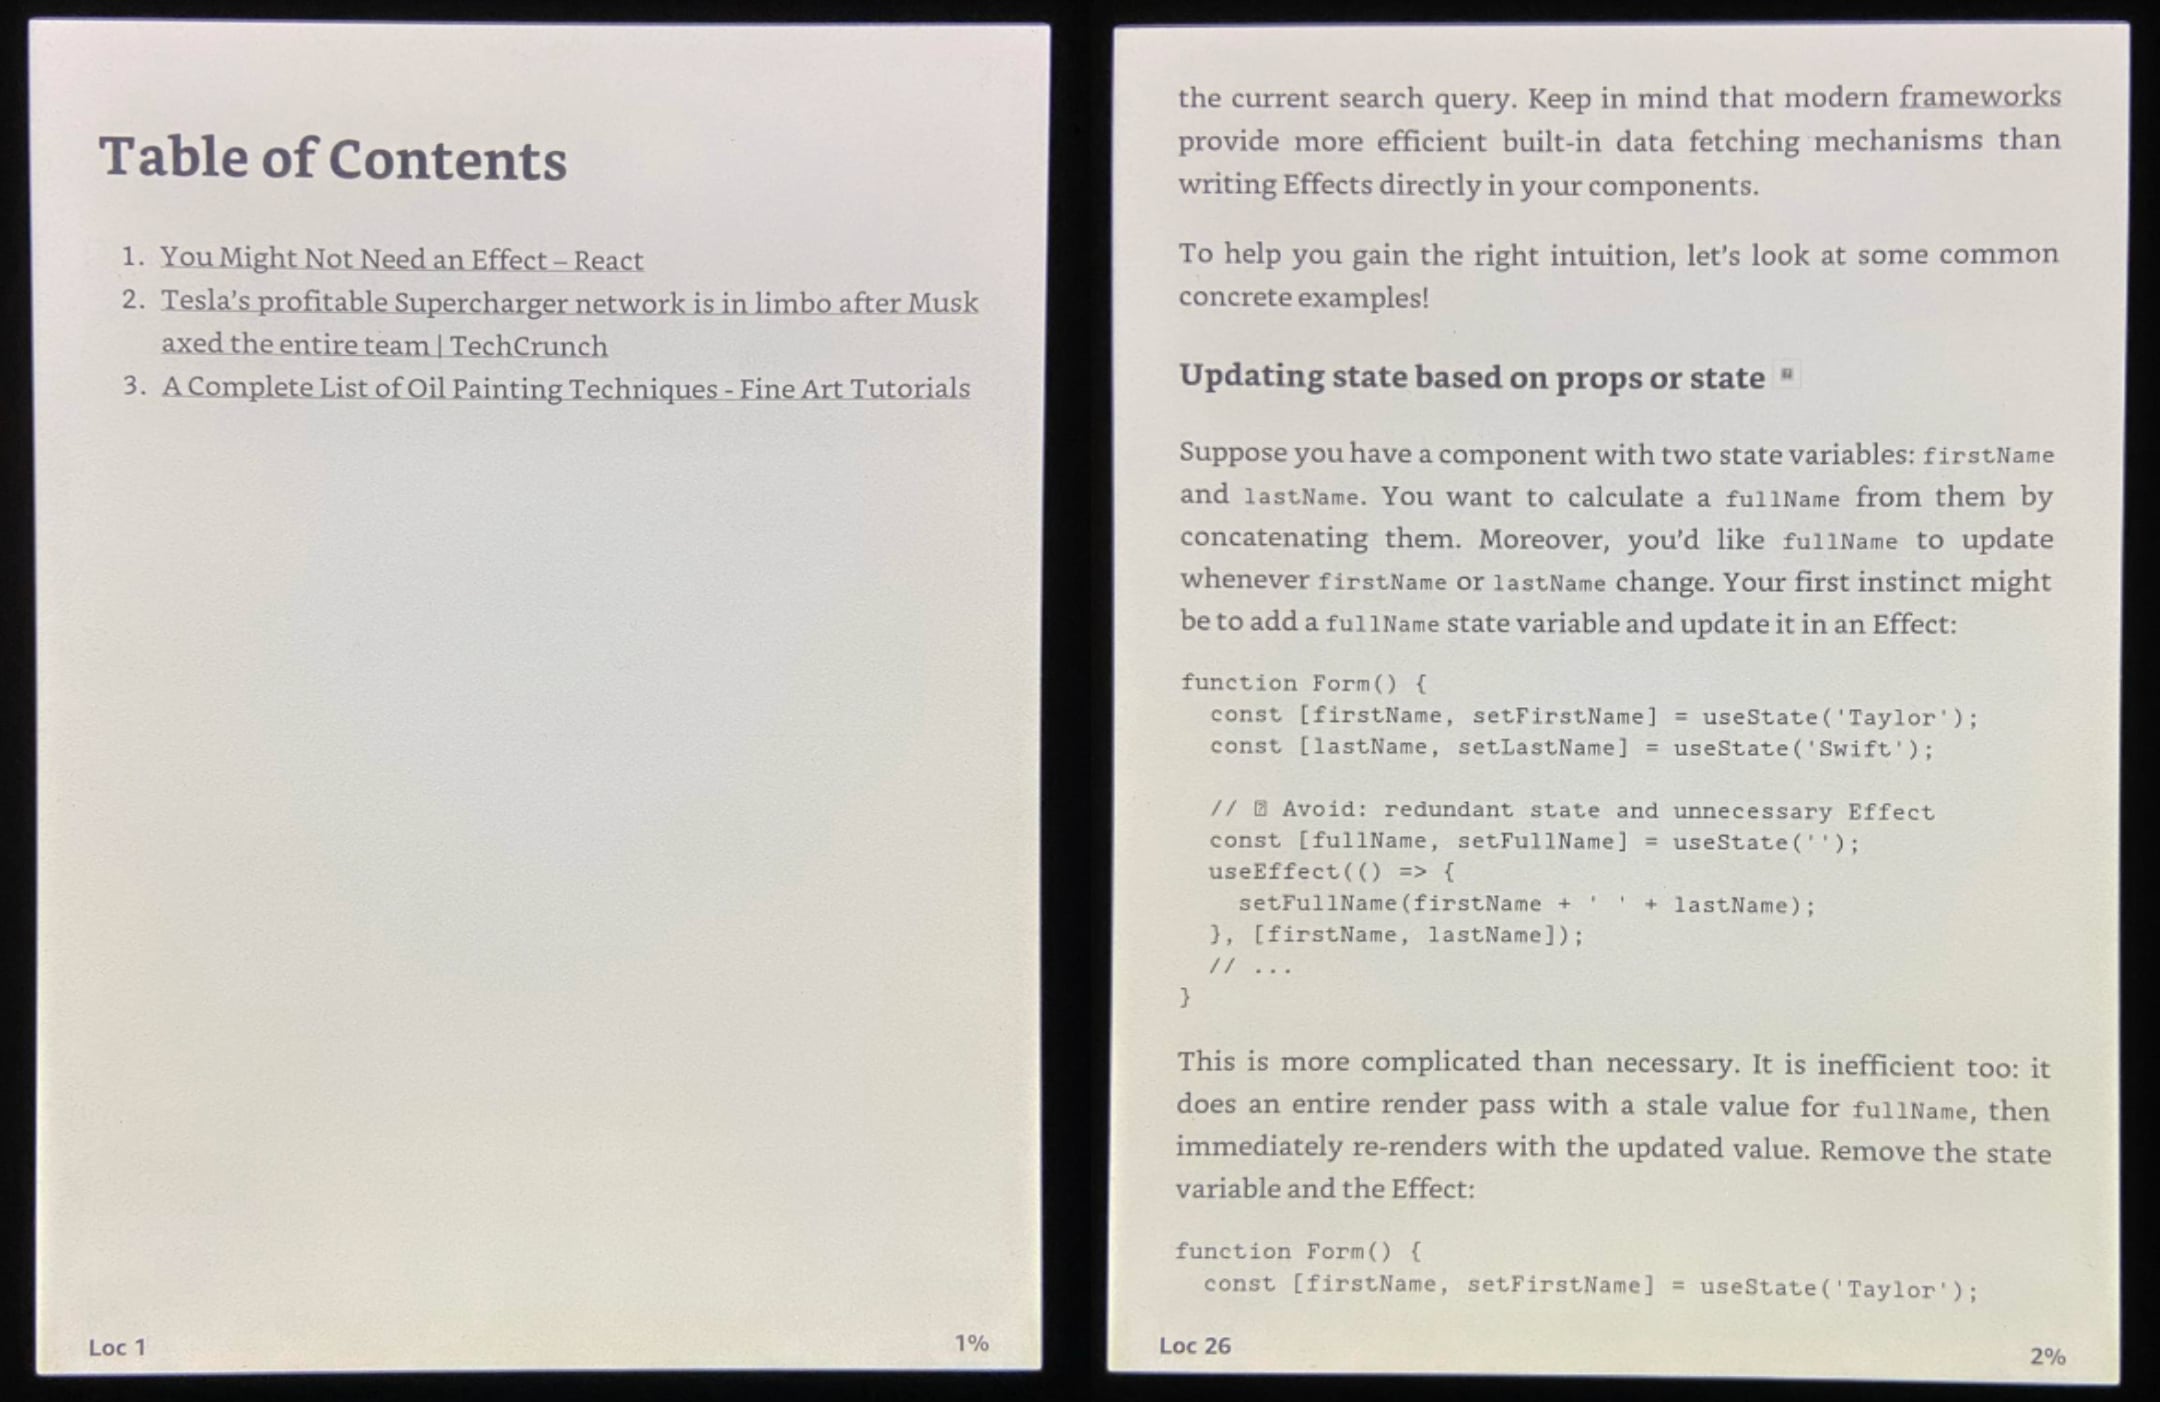 Table of Contents
1. You Might Not Need an Effect – React
2. Tesla's profitable Supercharger network is in limbo after Musk
axed the entire team | TechCrunch
3. A Complete List of Oil Painting Techniques - Fine Art Tutorials
Loc 1
1%
the current search query. Keep in mind that modern frameworks
provide more efficient built-in data fetching mechanisms than
writing Effects directly in your components.
To help you gain the right intuition, let's look at some common
concrete examples!
Updating state based on props or state
Suppose you have a component with two state variables: firstName
and lastName. You want to calculate a fullName from them by
concatenating them. Moreover, you'd like fullName to update
whenever firstName or lastName change. Your first instinct might
be to add a fullName state variable and update it in an Effect:
function Form() {
  const [firstName, setFirstName] = useState('Taylor');
  const [lastName, setLastName] = useState('Swift');
  // Avoid: redundant state and unnecessary Effect
  const [fullName, setFullName] = useState('');
  useEffect(() => {
    setFullName(firstName + ' ' + lastName);
  }, [firstName, lastName]);
  // ...
}
This is more complicated than necessary. It is inefficient too: it
does an entire render pass with a stale value for fullName, then
immediately re-renders with the updated value. Remove the state
variable and the Effect:
function Form() {
  const [firstName, setFirstName] = useState('Taylor');
Loc 26
2%